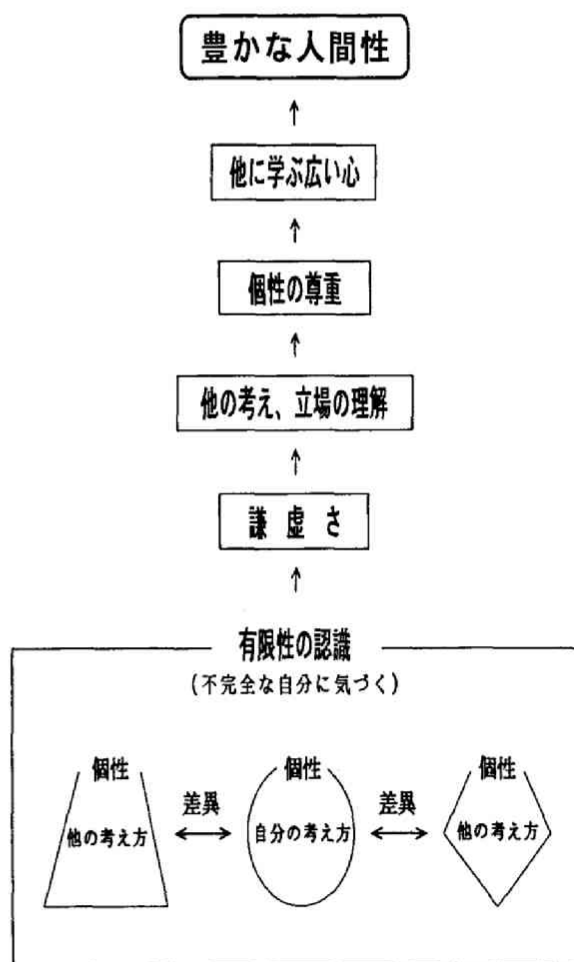 豊かな人間性
他に学ぶ広い心
個性の尊重
他の考え、立場の理解
謙虚さ
有限性の認識
(不完全な自分に気づく)
個性
他の考え方
差異
個性
自分の考え方
差異
個性
他の考え方